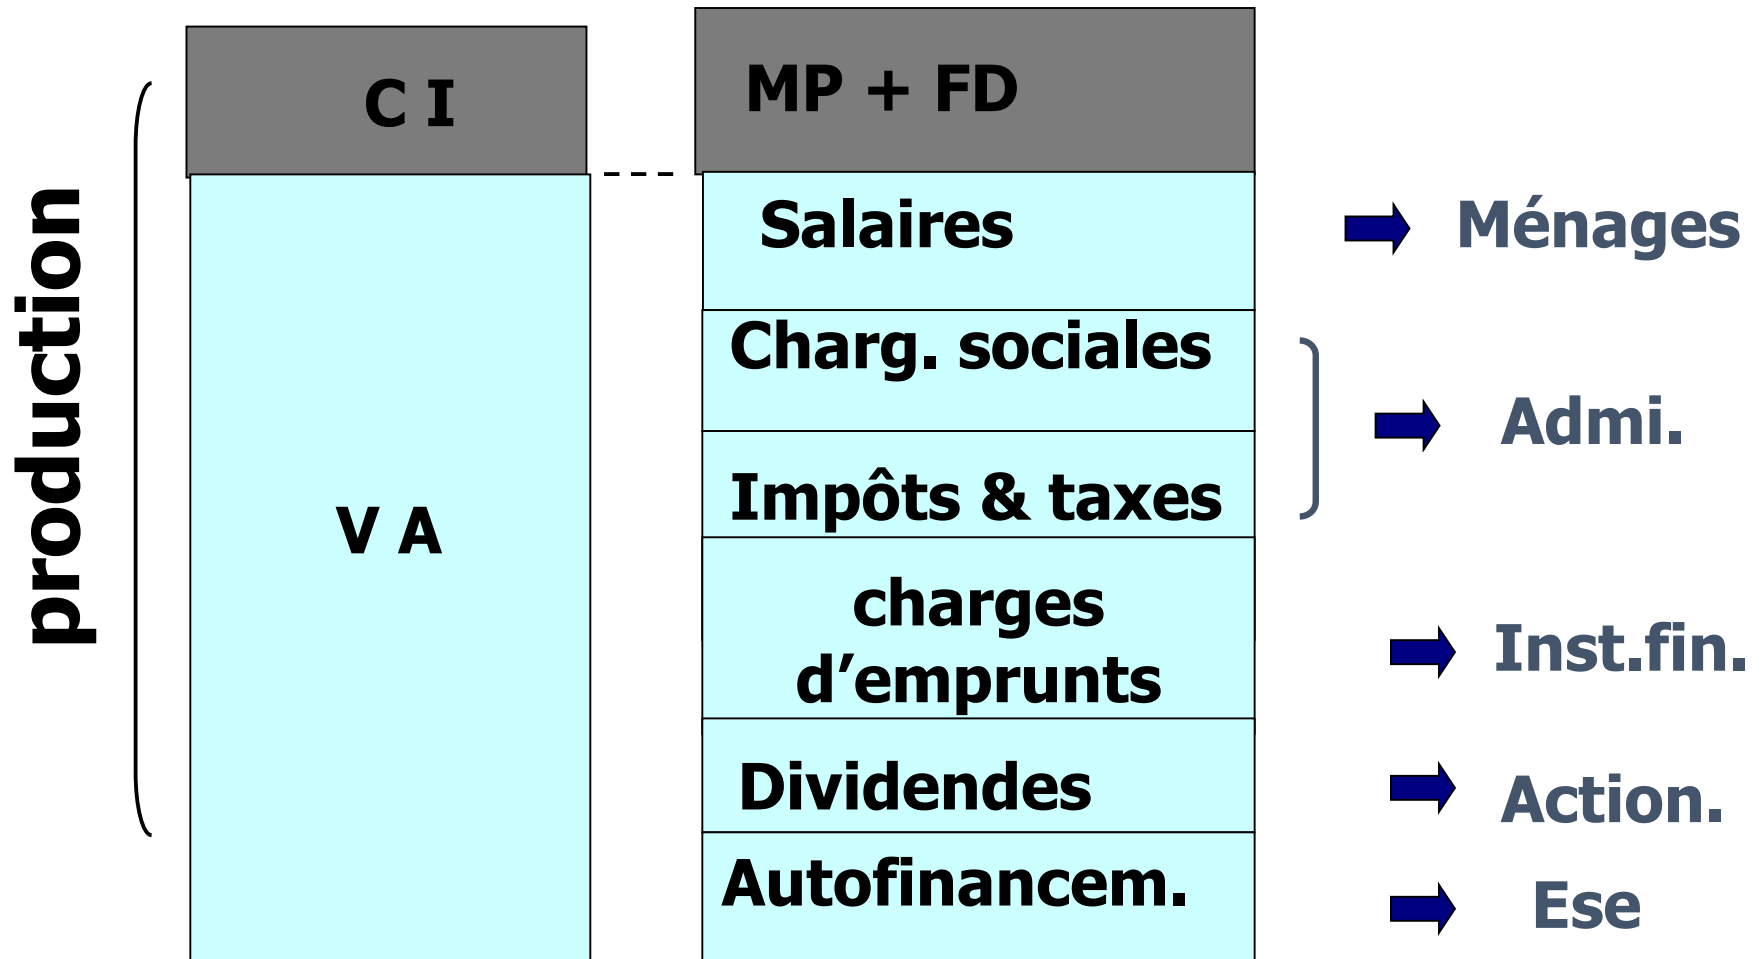 production
C I
V A
MP + FD
Salaires
Charg. sociales
Impôts & taxes
charges
d’emprunts
Dividendes
Autofinancem.
Ménages
Admi.
Inst.fin.
Action.
Ese